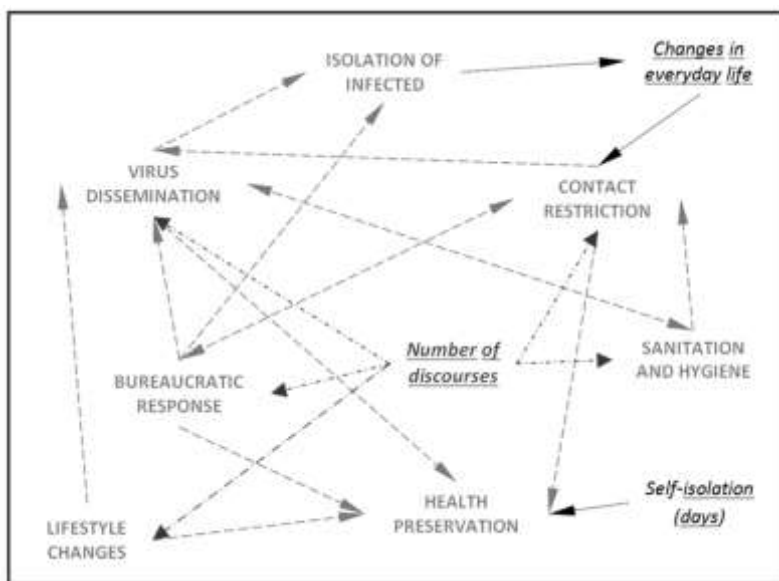 ISOLATION OF
INFECTED
Changes in
everyday life
VIRUS
DISSEMINATION
CONTACT
RESTRICTION
BUREAUCRATIC
RESPONSE
Number of
discourses
SANITATION
AND HYGIENE
LIFESTYLE
CHANGES
HEALTH
PRESERVATION
Self-isolation
(days)